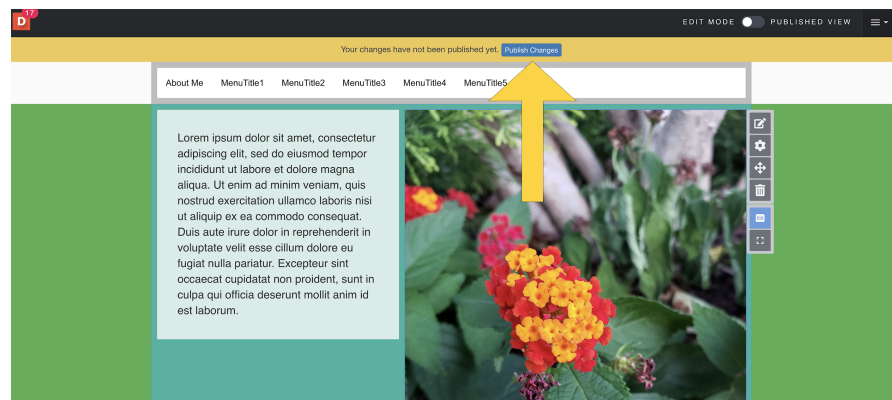 D 17
EDIT MODE PUBLISHED VIEW
Your changes have not been published yet. Publish Changes
About Me MenuTitle1 MenuTitle2 MenuTitle3 MenuTitle4 MenuTitle5
Lorem ipsum dolor sit amet, consectetur
adipiscing elit, sed do eiusmod tempor
incididunt ut labore et dolore magna
aliqua. Ut enim ad minim veniam, quis
nostrud exercitation ullamco laboris nisi
ut aliquip ex ea commodo consequat.
Duis aute irure dolor in reprehenderit in
voluptate velit esse cillum dolore eu
fugiat nulla pariatur. Excepteur sint
occaecat cupidatat non proident, sunt in
culpa qui officia deserunt mollit anim id
est laborum.